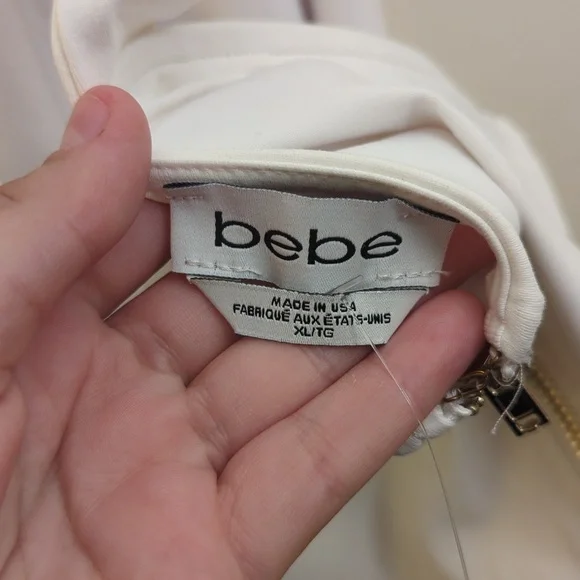 bebe
MADE IN USA
FABRIQUÉ AUX ÉTATS-UNIS
XL/TG